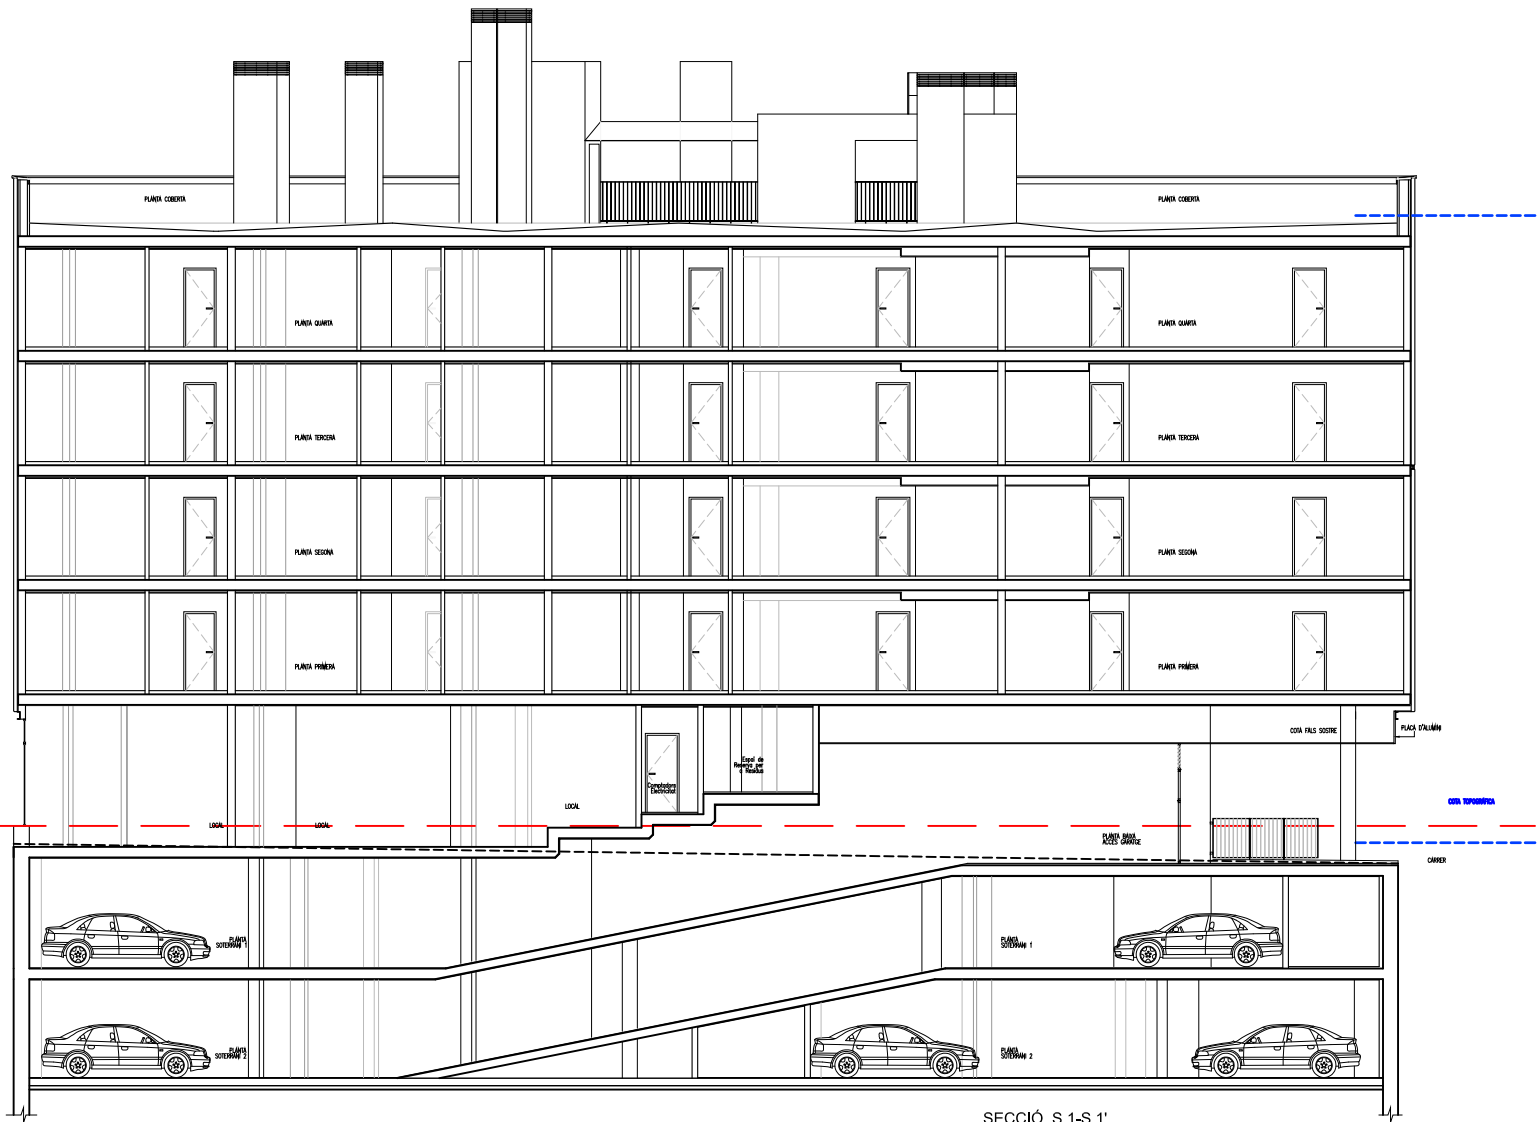 PLANTA COBERTA
PLANTA COBERTA
PLANTA QUARTA
PLANTA QUARTA
PLANTA TERCERA
PLANTA TERCERA
PLANTA SEGONA
PLANTA SEGONA
PLANTA PRIMERA
PLANTA PRIMERA
COTA FALS SOSTRE
PLACA D'ALUMINI
Espai de
Reserva per
a Residus
Comptadors
Electricitat
LOCAL
LOCAL
LOCAL
COTA TOPOGRÀFICA
PLANTA BAIXA
ACCÉS GARATGE
CARRER
PLANTA
SOTERRANI 1
PLANTA
SOTERRANI 1
PLANTA
SOTERRANI 2
PLANTA
SOTERRANI 2
SECCIÓ S 1-S 1'